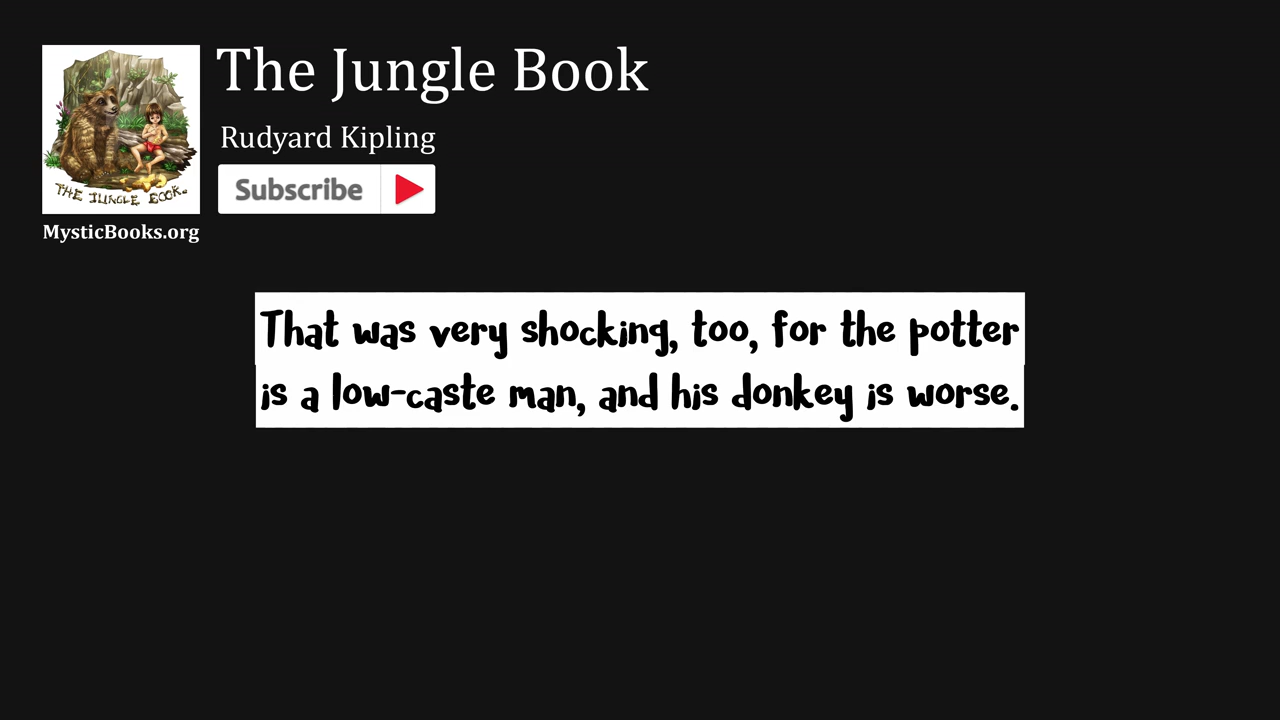 The Jungle Book
Rudyard Kipling
Subscribe
THE JUNGLE BOOK.
MysticBooks.org
That was very shocking, too, for the potter
is a low-caste man, and his donkey is worse.